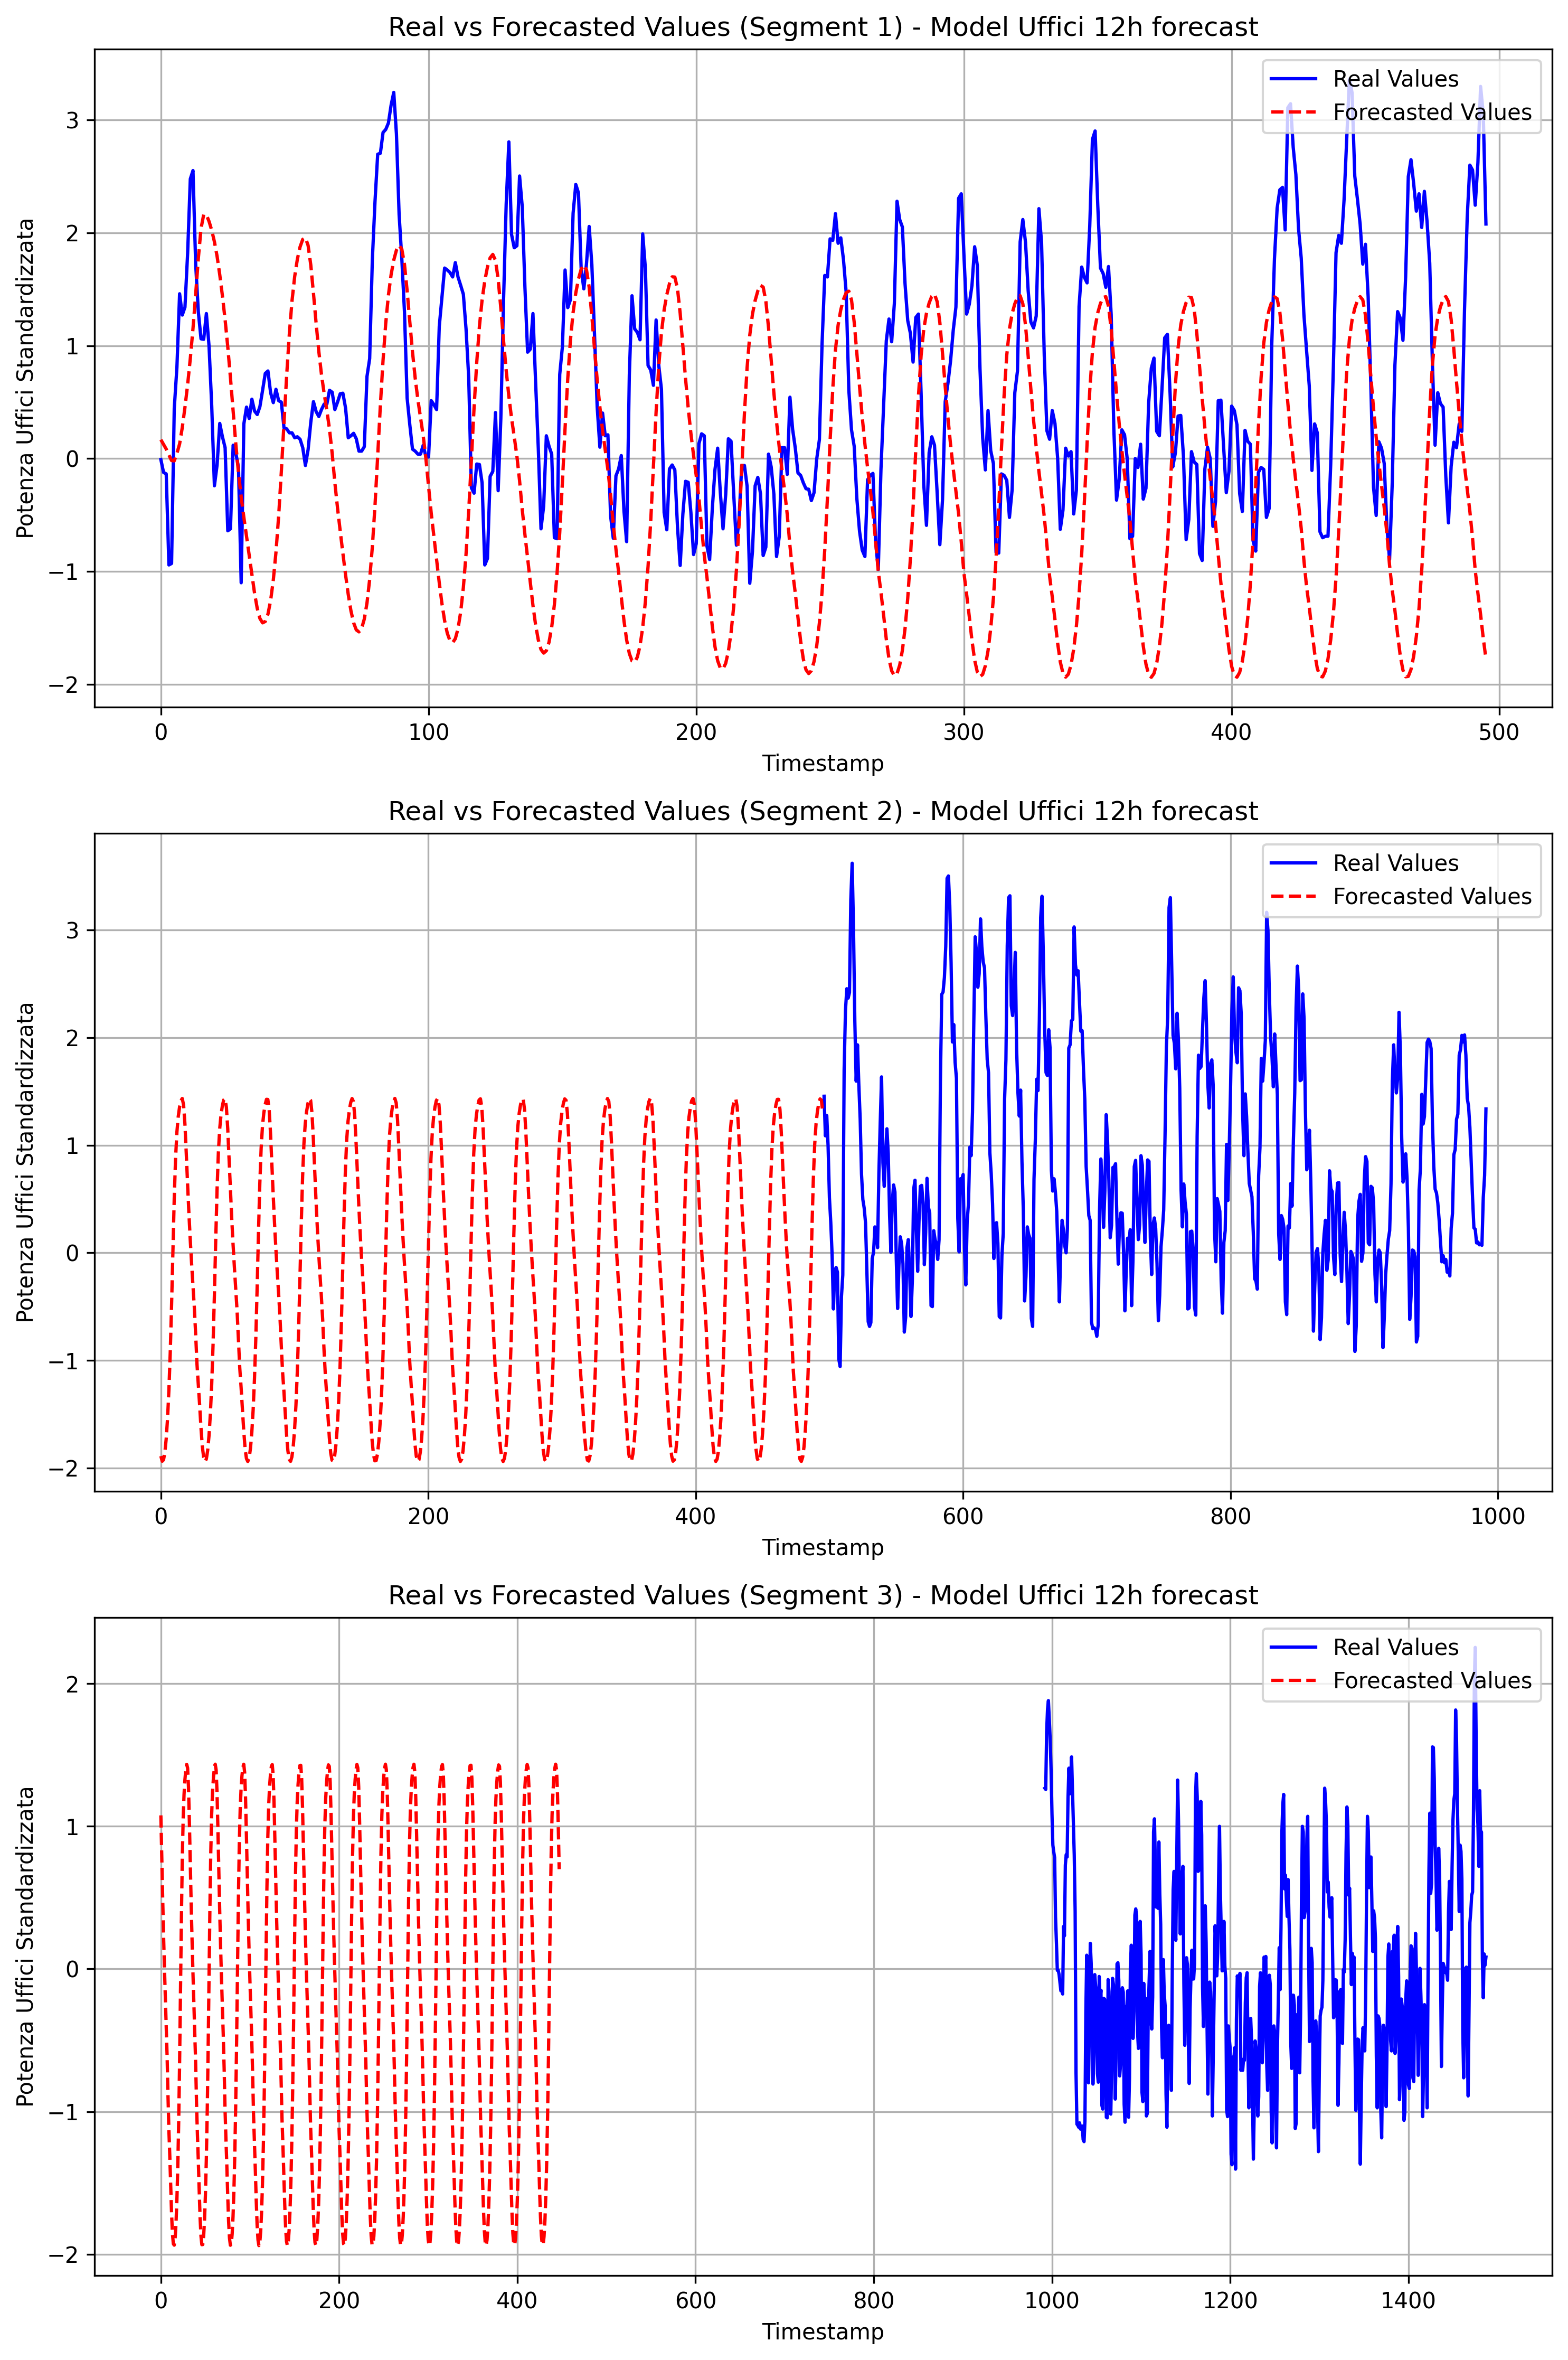 Real vs Forecasted Values (Segment 1) - Model Uffici 12h forecast
Real Values
Forecasted Values
Potenza Uffici Standardizzata
3
2
1
0
−1
−2
0 100 200 300 400 500
Timestamp
Real vs Forecasted Values (Segment 2) - Model Uffici 12h forecast
Real Values
Forecasted Values
Potenza Uffici Standardizzata
3
2
1
0
−1
−2
0 200 400 600 800 1000
Timestamp
Real vs Forecasted Values (Segment 3) - Model Uffici 12h forecast
Real Values
Forecasted Values
Potenza Uffici Standardizzata
2
1
0
−1
−2
0 200 400 600 800 1000 1200 1400
Timestamp